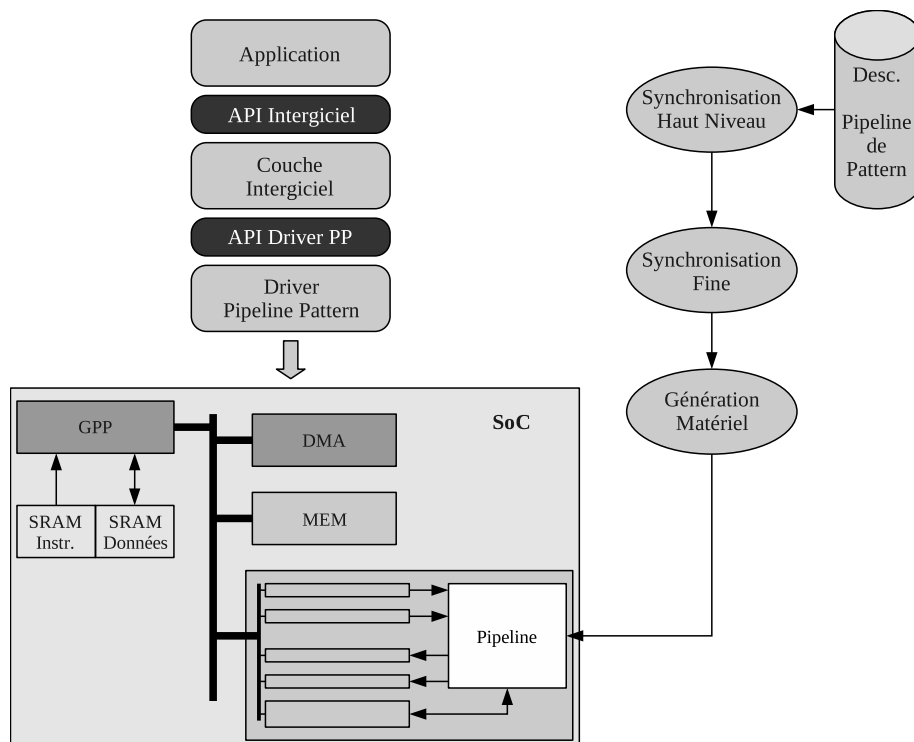 Application
API Intergiciel
Couche
Intergiciel
API Driver PP
Driver
Pipeline Pattern
Desc.
Pipeline
de
Pattern
Synchronisation
Haut Niveau
Synchronisation
Fine
Génération
Matériel
SoC
GPP
DMA
SRAM
Instr.
SRAM
Données
MEM
Pipeline